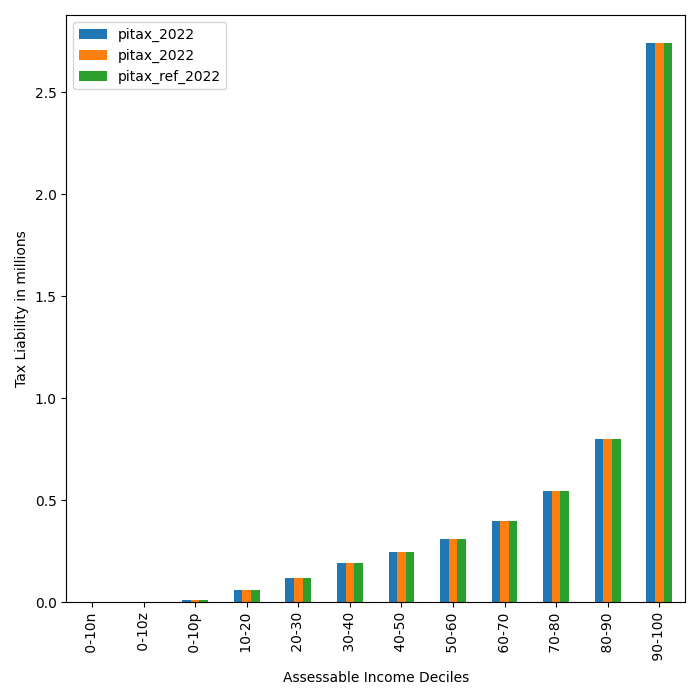 pitax_2022
pitax_2022
pitax_ref_2022
2.5
2.0
1.5
1.0
0.5
0.0
Tax Liability in millions
0-10n
0-10z
0-10p
10-20
20-30
30-40
40-50
50-60
60-70
70-80
80-90
90-100
Assessable Income Deciles